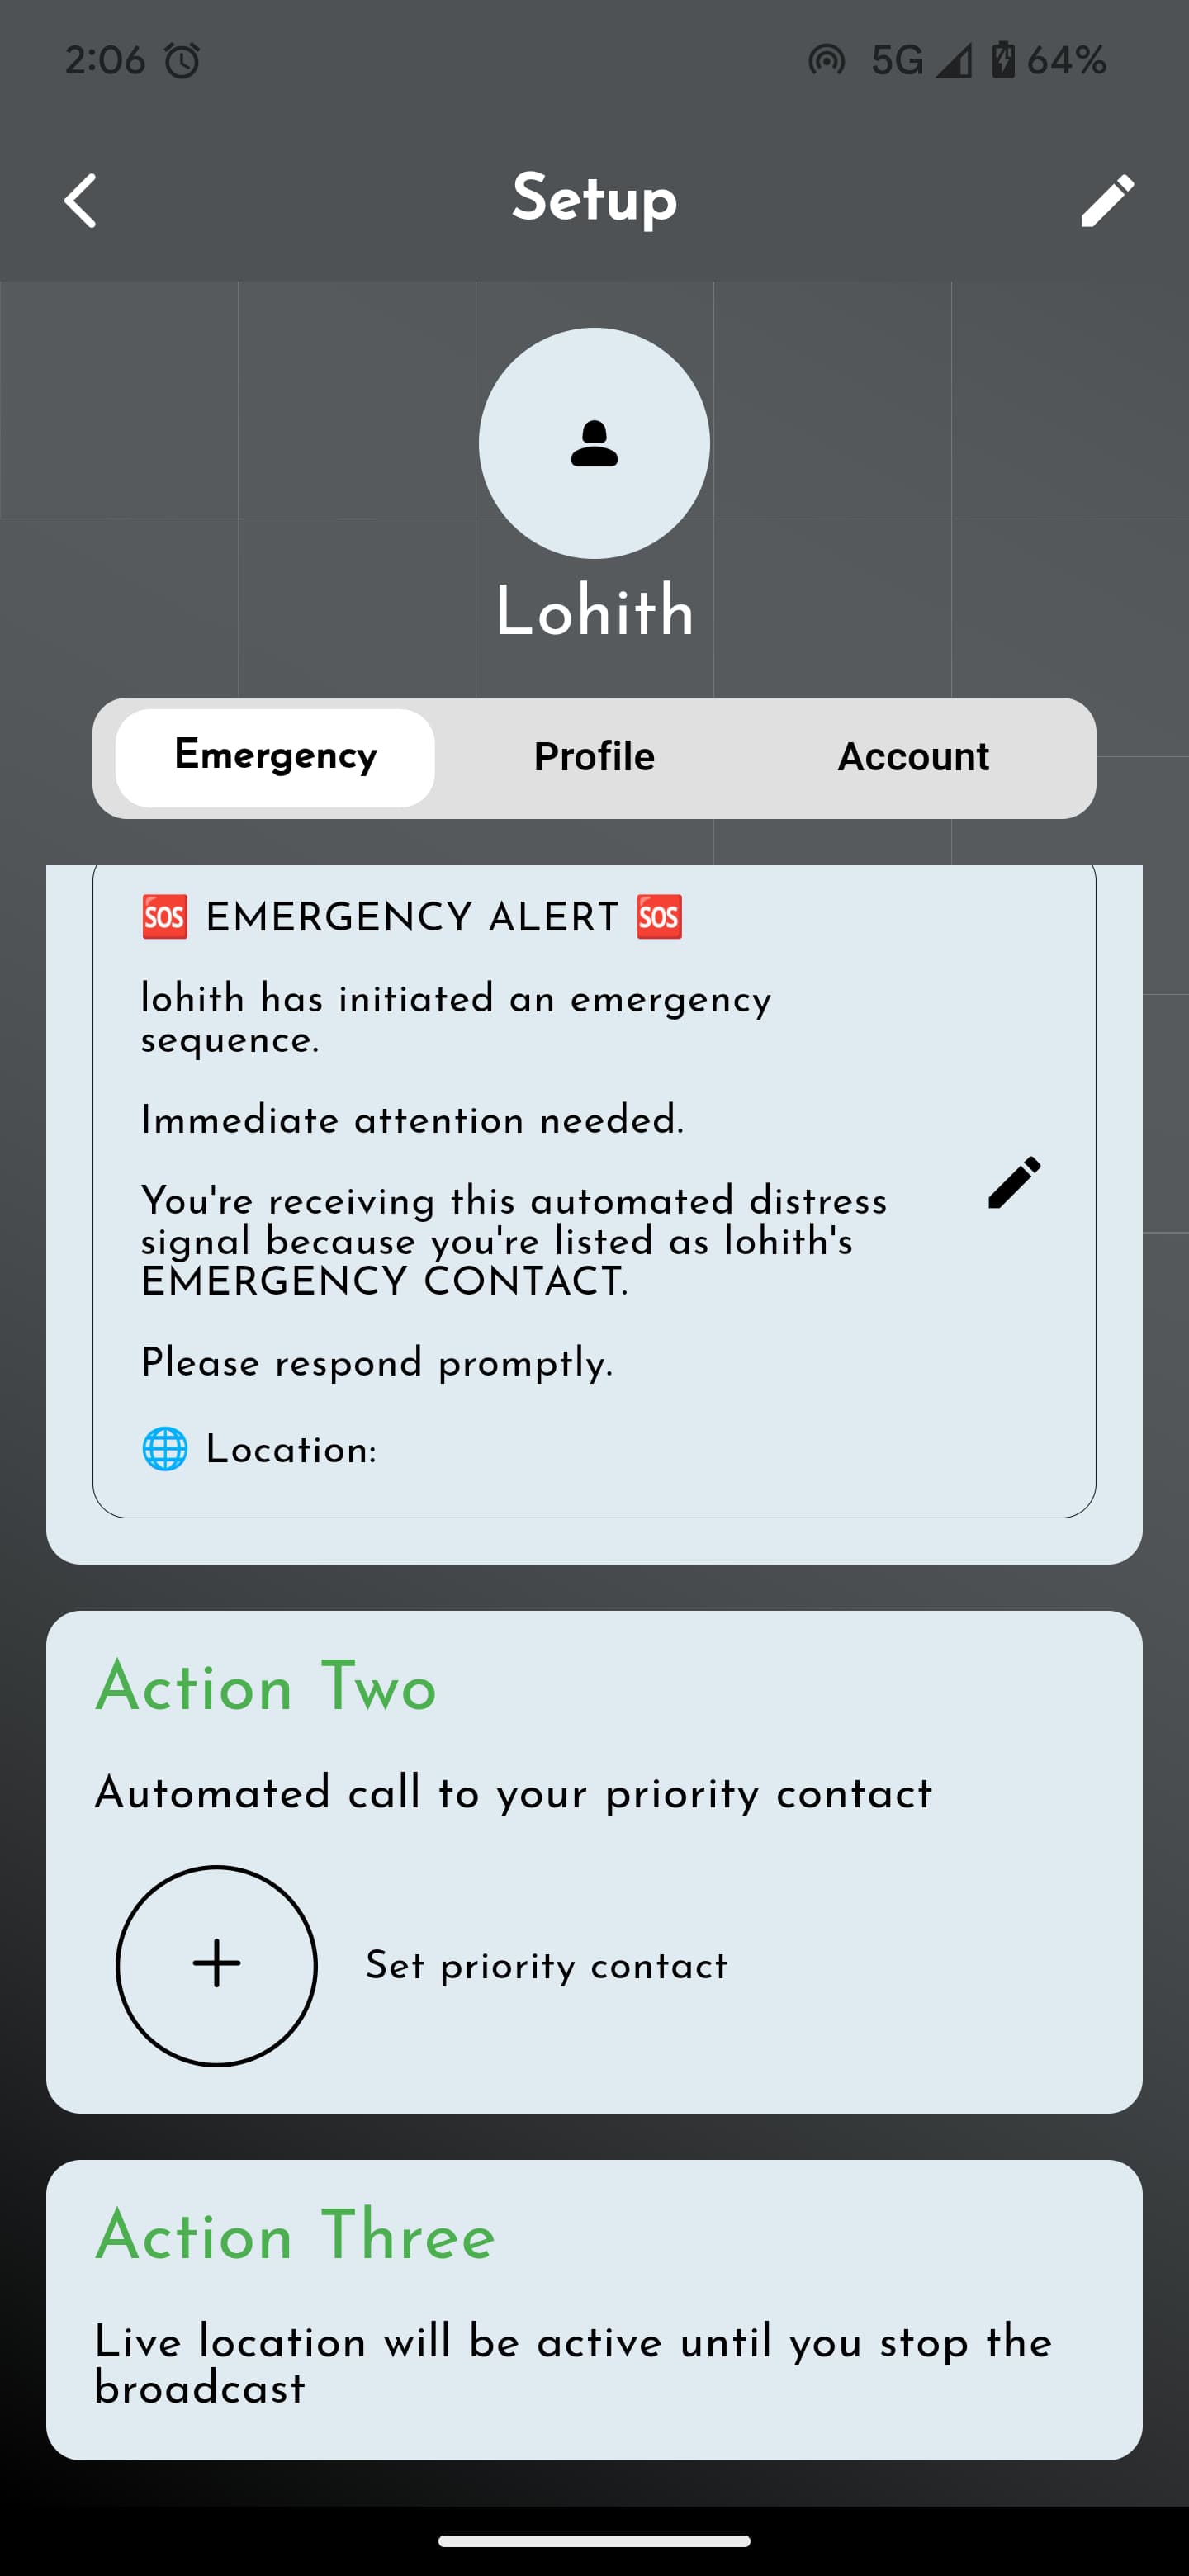 2:06 5G 64%
Setup
Lohith
Emergency Profile Account
🆘 EMERGENCY ALERT 🆘
lohith has initiated an emergency
sequence.
Immediate attention needed.
You're receiving this automated distress
signal because you're listed as lohith's
EMERGENCY CONTACT.
Please respond promptly.
🌐 Location:
Action Two
Automated call to your priority contact
Set priority contact
Action Three
Live location will be active until you stop the
broadcast